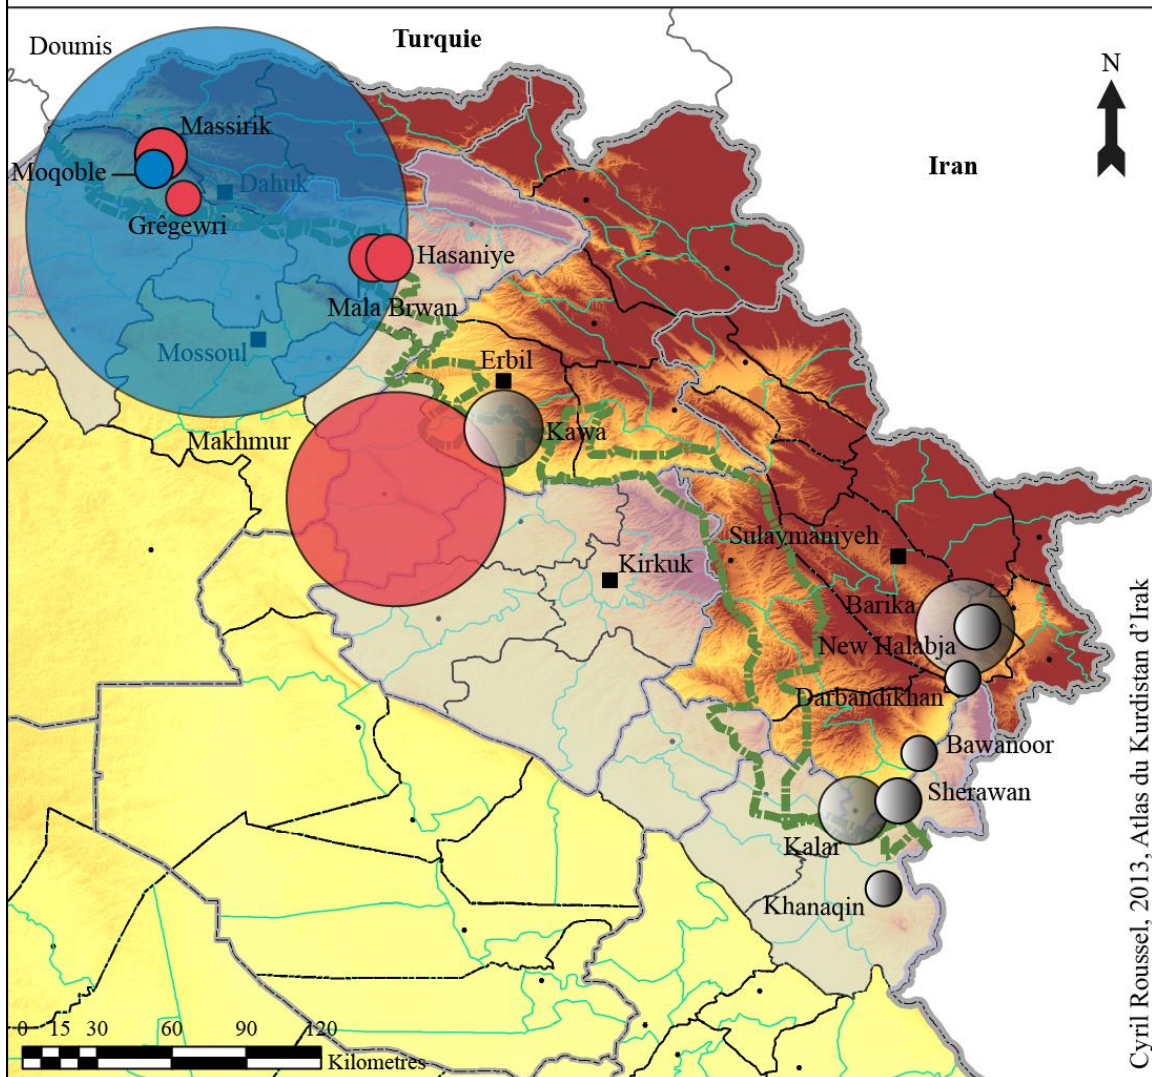 Doumis
Turquie
N
Massirik
Iran
Moqoble
Dahuk
Grêgewri
Hasaniye
Mala Brwan
Mossoul
Erbil
Makhmur
Kawa
Sulaymaniyeh
Kirkuk
Barika
New Halabja
Darbandikhan
Bawanoor
Sherawan
Kalar
Khanaqin
0 15 30 60 90 120
Kilometres
Cyril Roussel, 2013, Atlas du Kurdistan d'Irak